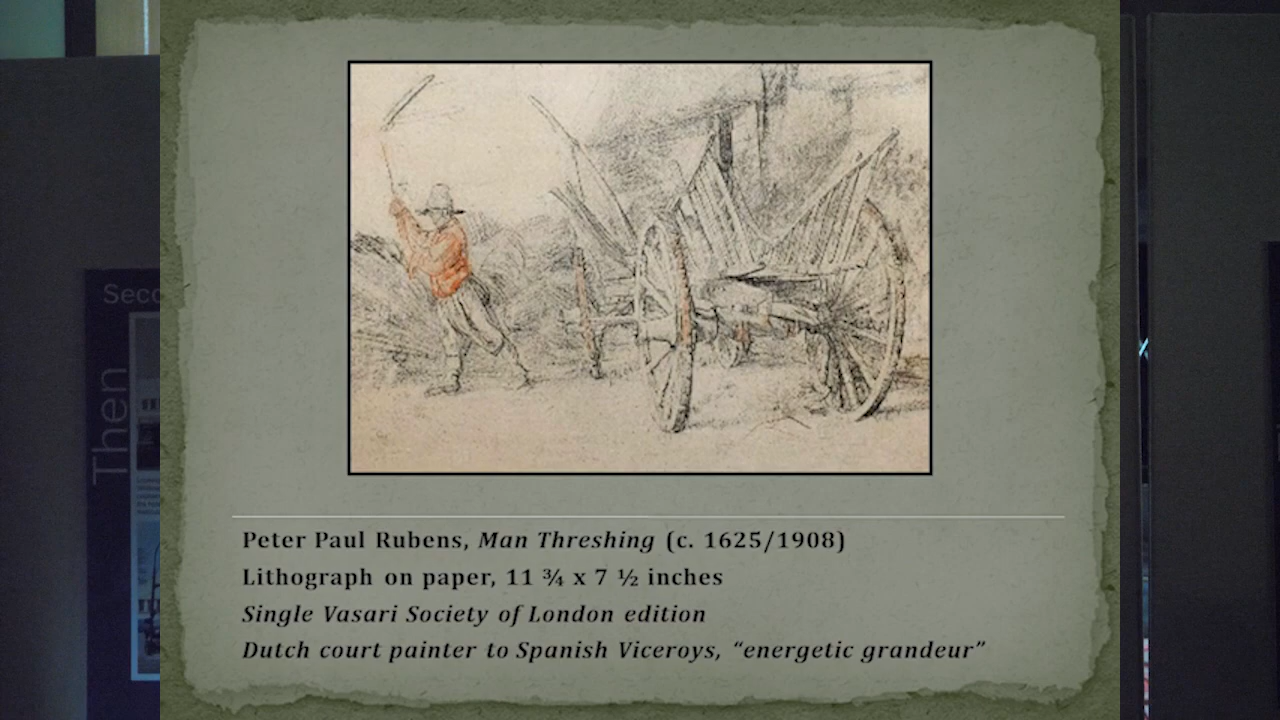 Seco
Then
Peter Paul Rubens, Man Threshing (c. 1625/1908)
Lithograph on paper, 11 ¾ x 7 ½ inches
Single Vasari Society of London edition
Dutch court painter to Spanish Viceroys, “energetic grandeur”